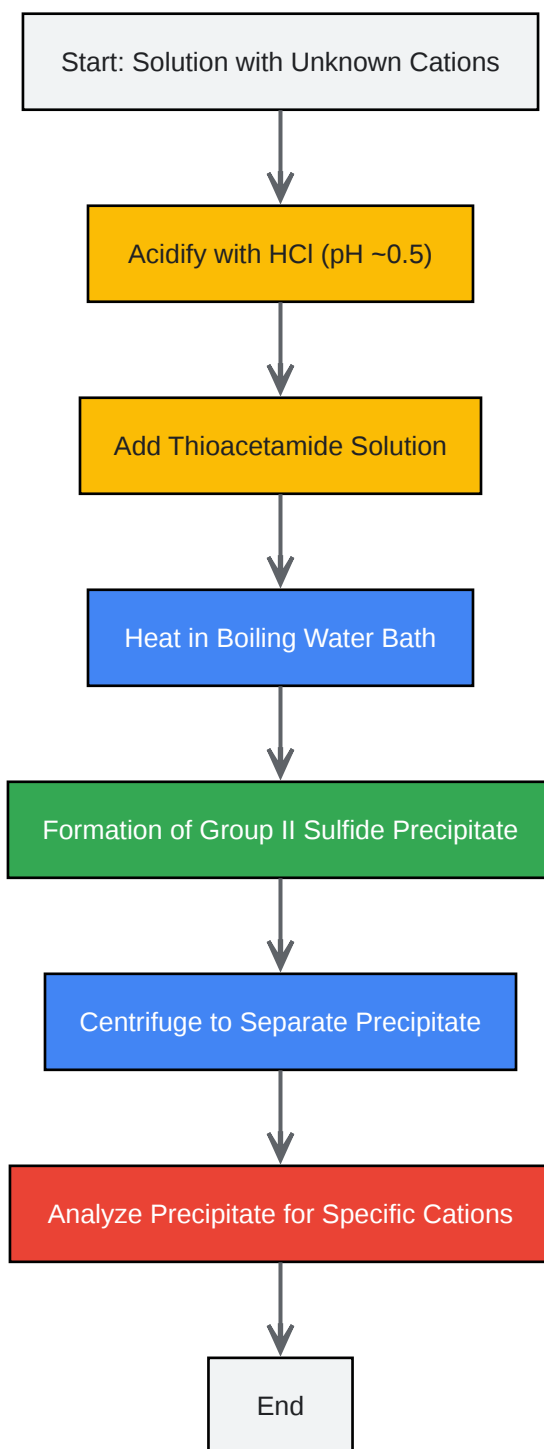 Start: Solution with Unknown Cations
Acidify with HCl (pH ~0.5)
Add Thioacetamide Solution
Heat in Boiling Water Bath
Formation of Group II Sulfide Precipitate
Centrifuge to Separate Precipitate
Analyze Precipitate for Specific Cations
End